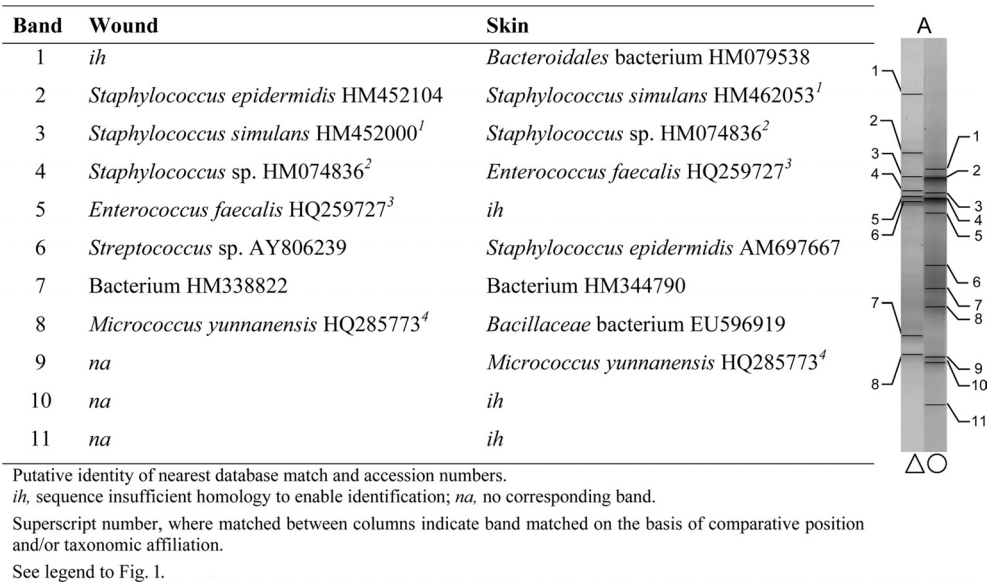 Band Wound Skin
1 ih Bacteroidales bacterium HM079538
2 Staphylococcus epidermidis HM452104 Staphylococcus simulans HM462053¹
3 Staphylococcus simulans HM452000¹ Staphylococcus sp. HM074836²
4 Staphylococcus sp. HM074836² Enterococcus faecalis HQ259727³
5 Enterococcus faecalis HQ259727³ ih
6 Streptococcus sp. AY806239 Staphylococcus epidermidis AM697667
7 Bacterium HM338822 Bacterium HM344790
8 Micrococcus yunnanensis HQ285773⁴ Bacillaceae bacterium EU596919
9 na Micrococcus yunnanensis HQ285773⁴
10 na ih
11 na ih
Putative identity of nearest database match and accession numbers.
ih, sequence insufficient homology to enable identification; na, no corresponding band.
Superscript number, where matched between columns indicate band matched on the basis of comparative position
and/or taxonomic affiliation.
See legend to Fig. 1.
A
1
2
3
4
5
6
7
8
1
2
3
4
5
6
7
8
9
10
11